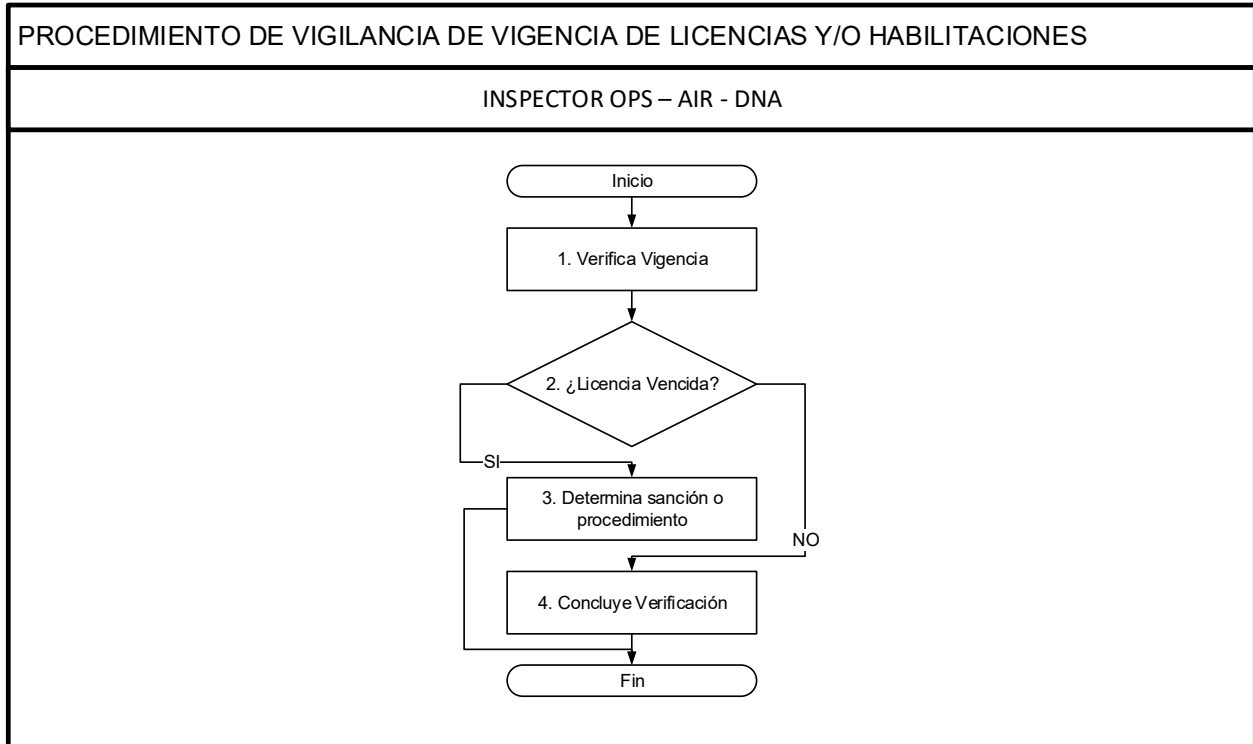 PROCEDIMIENTO DE VIGILANCIA DE VIGENCIA DE LICENCIAS Y/O HABILITACIONES
INSPECTOR OPS – AIR - DNA
Inicio
1. Verifica Vigencia
2. ¿Licencia Vencida?
SI
3. Determina sanción o
procedimiento
NO
4. Concluye Verificación
Fin